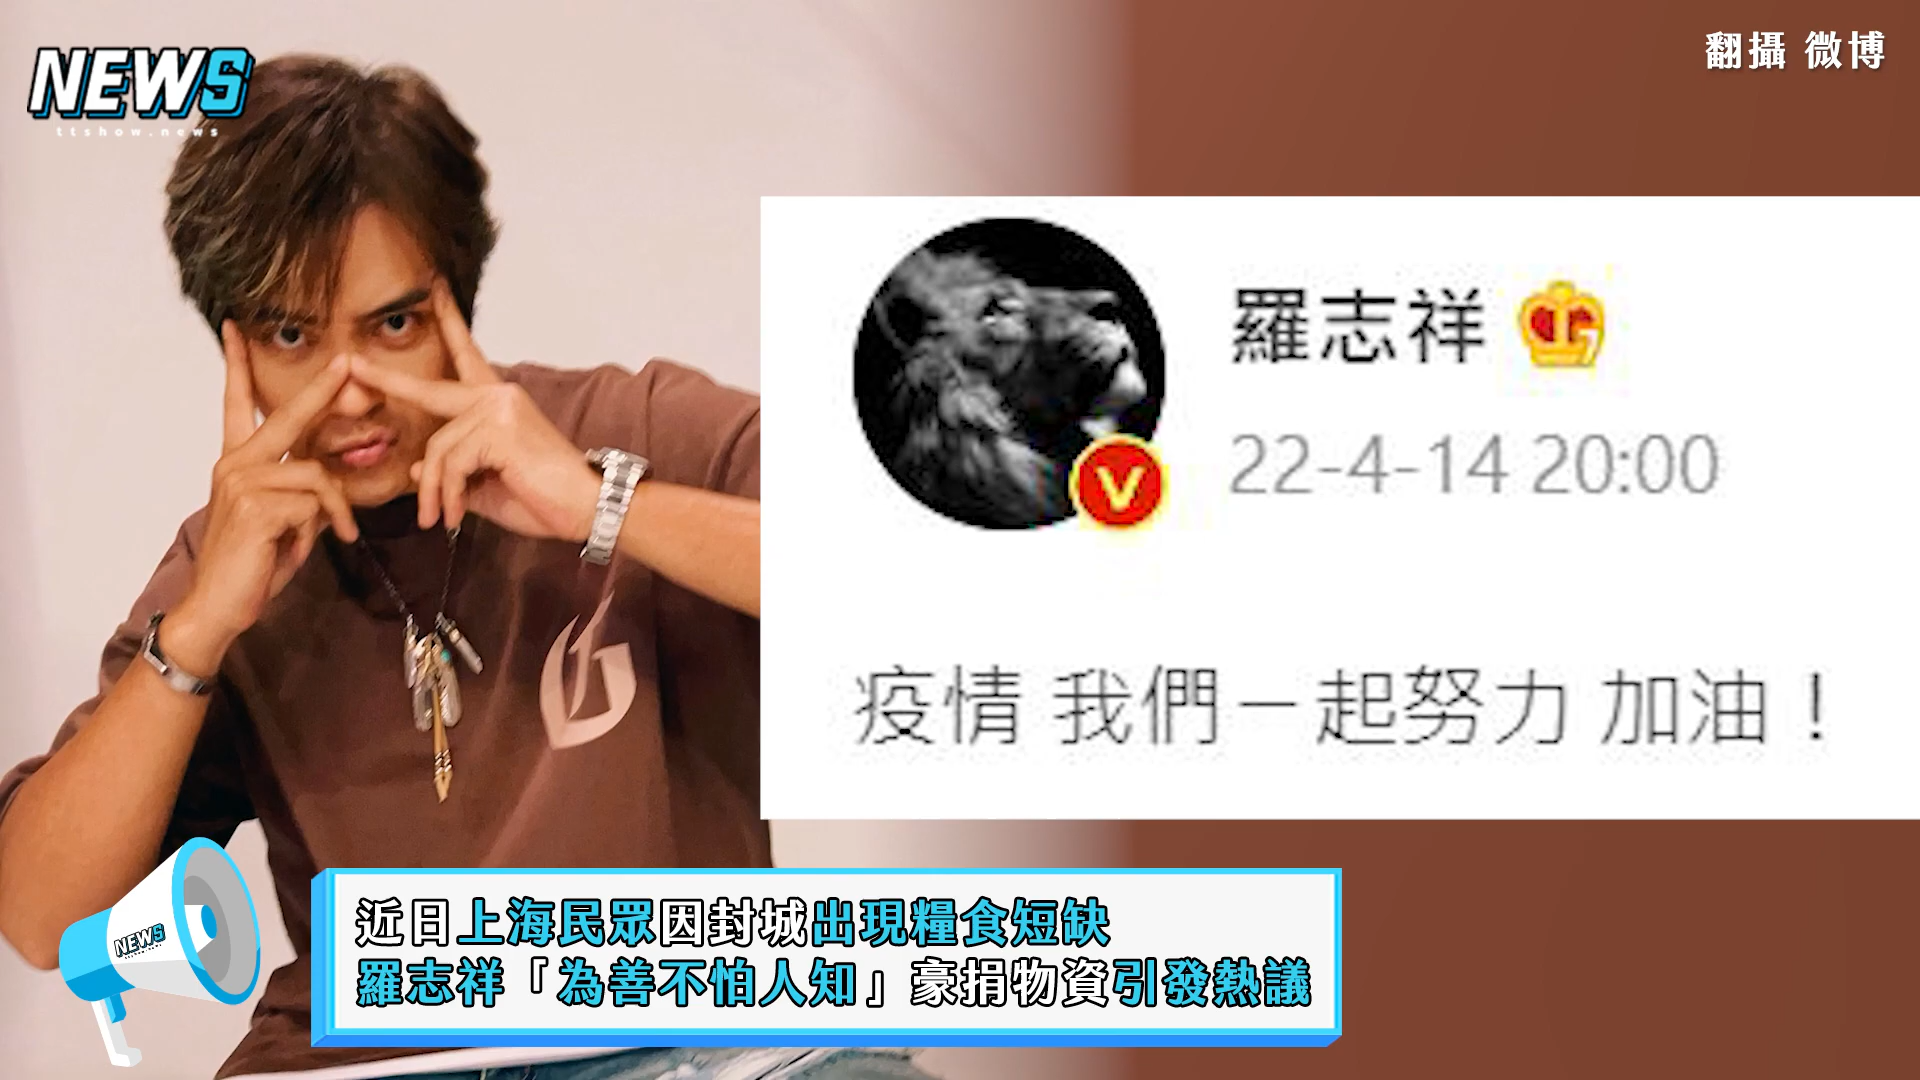 NEWS
ttshow.news
翻攝 微博
羅志祥
22-4-14 20:00
疫情 我們一起努力 加油！
NEWS
近日上海民眾因封城出現糧食短缺
羅志祥「為善不怕人知」豪捐物資引發熱議